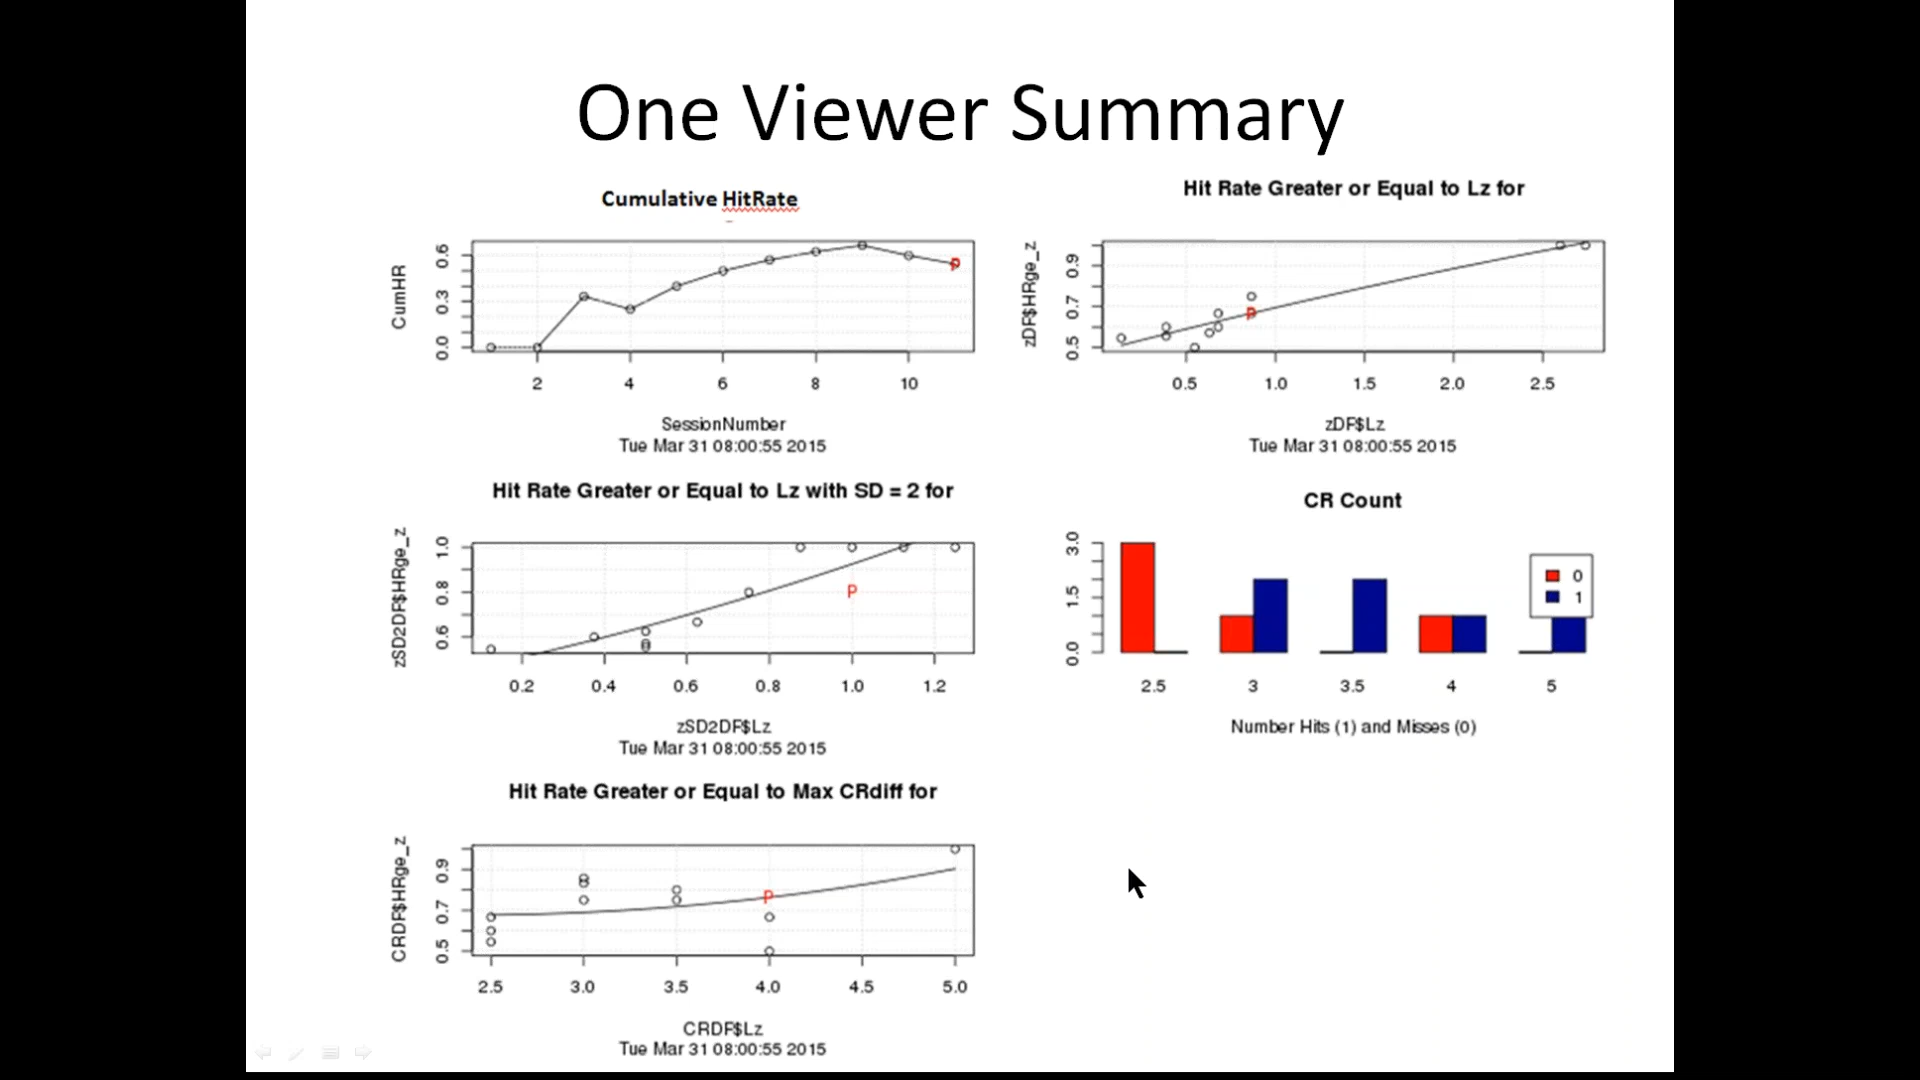 One Viewer Summary
Cumulative HitRate
CumHR
0.0 0.3 0.6
2 4 6 8 10
SessionNumber
Tue Mar 31 08:00:55 2015
P
Hit Rate Greater or Equal to Lz for
zDF$HRge_z
0.5 0.7 0.9
0.5 1.0 1.5 2.0 2.5
zDF$Lz
Tue Mar 31 08:00:55 2015
P
Hit Rate Greater or Equal to Lz with SD = 2 for
zSD2DF$HRge_z
0.6 0.8 1.0
0.2 0.4 0.6 0.8 1.0 1.2
zSD2DF$Lz
Tue Mar 31 08:00:55 2015
P
CR Count
0.0 1.5 3.0
2.5 3 3.5 4 5
0
1
Number Hits (1) and Misses (0)
Hit Rate Greater or Equal to Max CRdiff for
CRDF$HRge_z
0.5 0.7 0.9
2.5 3.0 3.5 4.0 4.5 5.0
CRDF$Lz
Tue Mar 31 08:00:55 2015
P